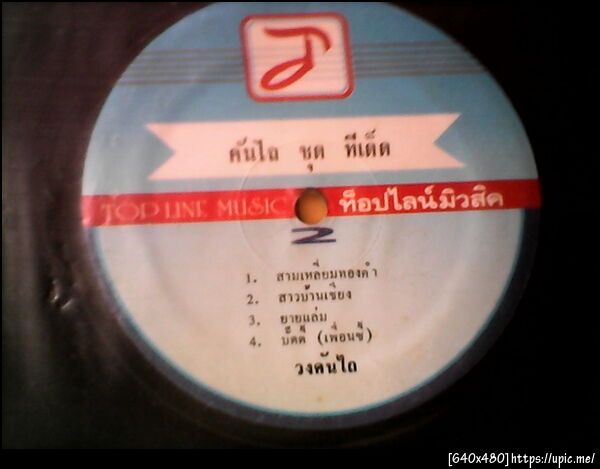 คันไถ ชุด ทีเด็ด
TOP LINE MUSIC ท็อปไลน์มิวสิค
2
1. สามเหลี่ยมทองคำ
2. สาวบ้านเชียง
3. ยายแล่ม
4. บัดดี้ (เพื่อนซี้)
วงคันไถ
[640x480]https://upic.me/